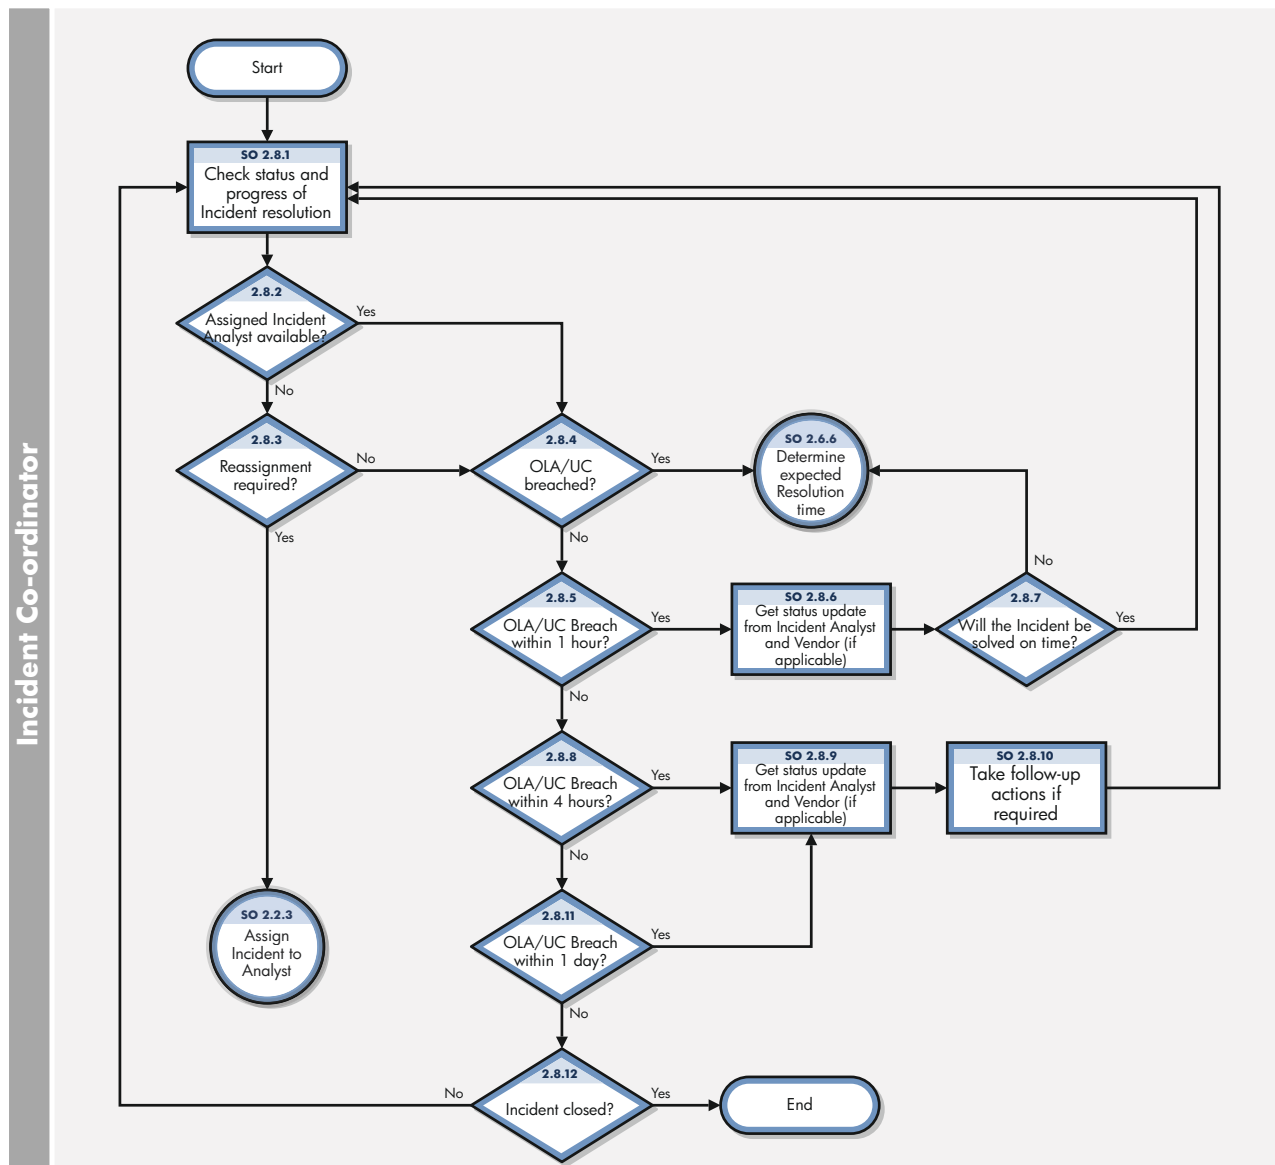 Incident Co-ordinator
Start
SO 2.8.1
Check status and
progress of
Incident resolution
2.8.2
Assigned Incident
Analyst available?
Yes
No
2.8.3
Reassignment
required?
No
Yes
2.8.4
OLA/UC
breached?
Yes
No
SO 2.6.6
Determine
expected
Resolution
time
2.8.5
OLA/UC Breach
within 1 hour?
Yes
No
SO 2.8.6
Get status update
from Incident Analyst
and Vendor (if
applicable)
2.8.7
Will the Incident be
solved on time?
No
Yes
2.8.8
OLA/UC Breach
within 4 hours?
Yes
No
SO 2.8.9
Get status update
from Incident Analyst
and Vendor (if
applicable)
SO 2.8.10
Take follow-up
actions if
required
SO 2.2.3
Assign
Incident to
Analyst
2.8.11
OLA/UC Breach
within 1 day?
Yes
No
2.8.12
Incident closed?
No
Yes
End